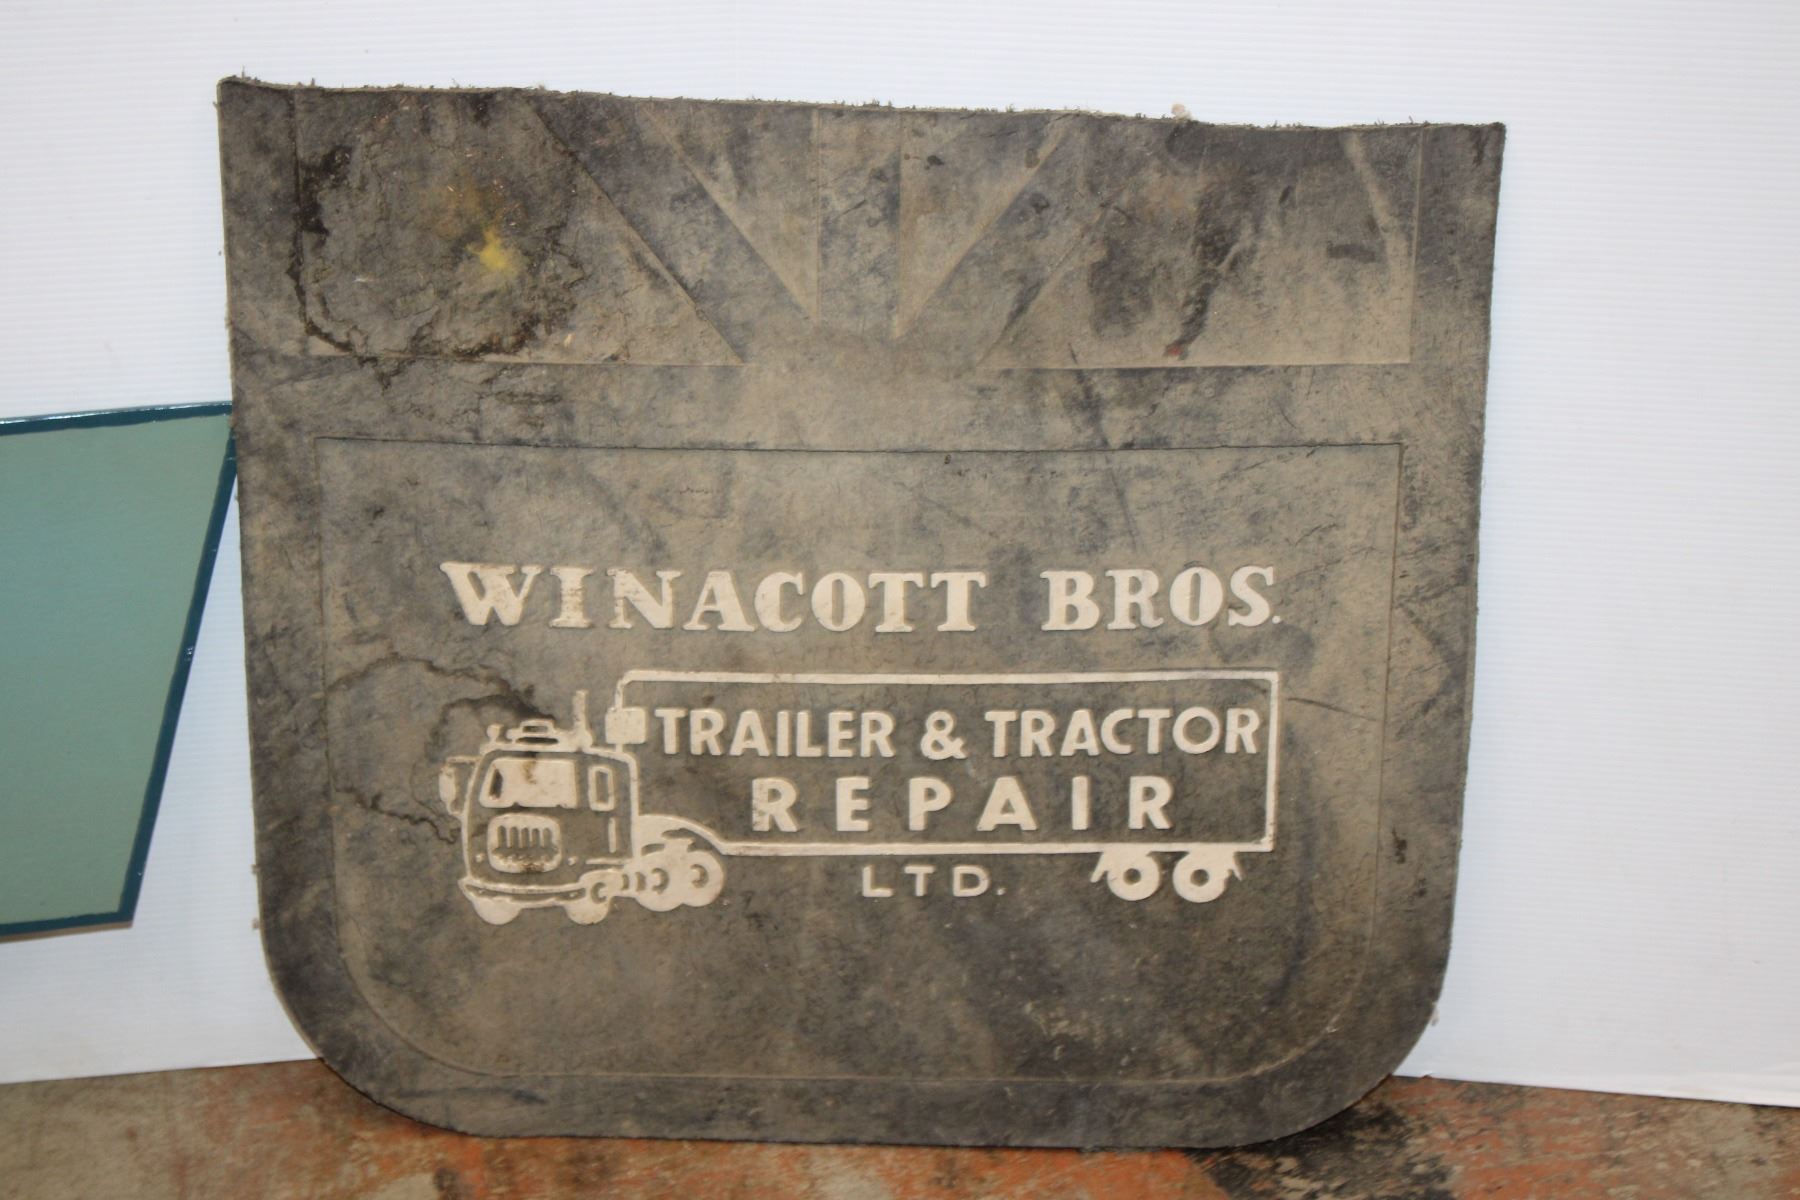 WINACOTT BROS.
TRAILER & TRACTOR
REPAIR
LTD.